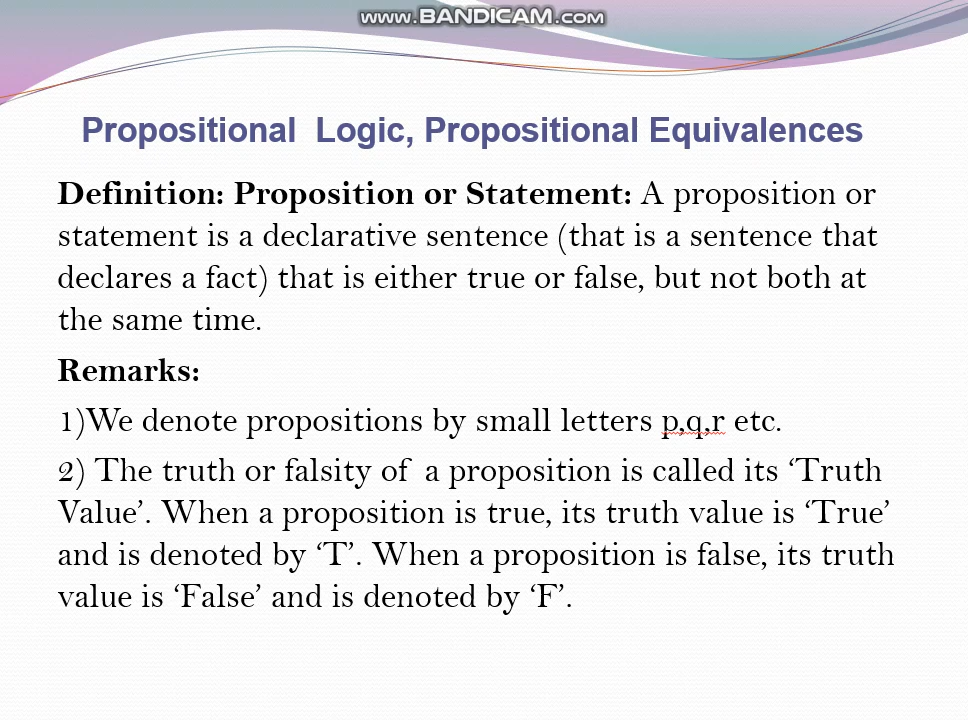 www.BANDICAM.com
Propositional  Logic, Propositional Equivalences
Definition: Proposition or Statement: A proposition or
statement is a declarative sentence (that is a sentence that
declares a fact) that is either true or false, but not both at
the same time.
Remarks:
1)We denote propositions by small letters p,q,r etc.
2) The truth or falsity of  a proposition is called its ‘Truth
Value’. When a proposition is true, its truth value is ‘True’
and is denoted by ‘T’. When a proposition is false, its truth
value is ‘False’ and is denoted by ‘F’.